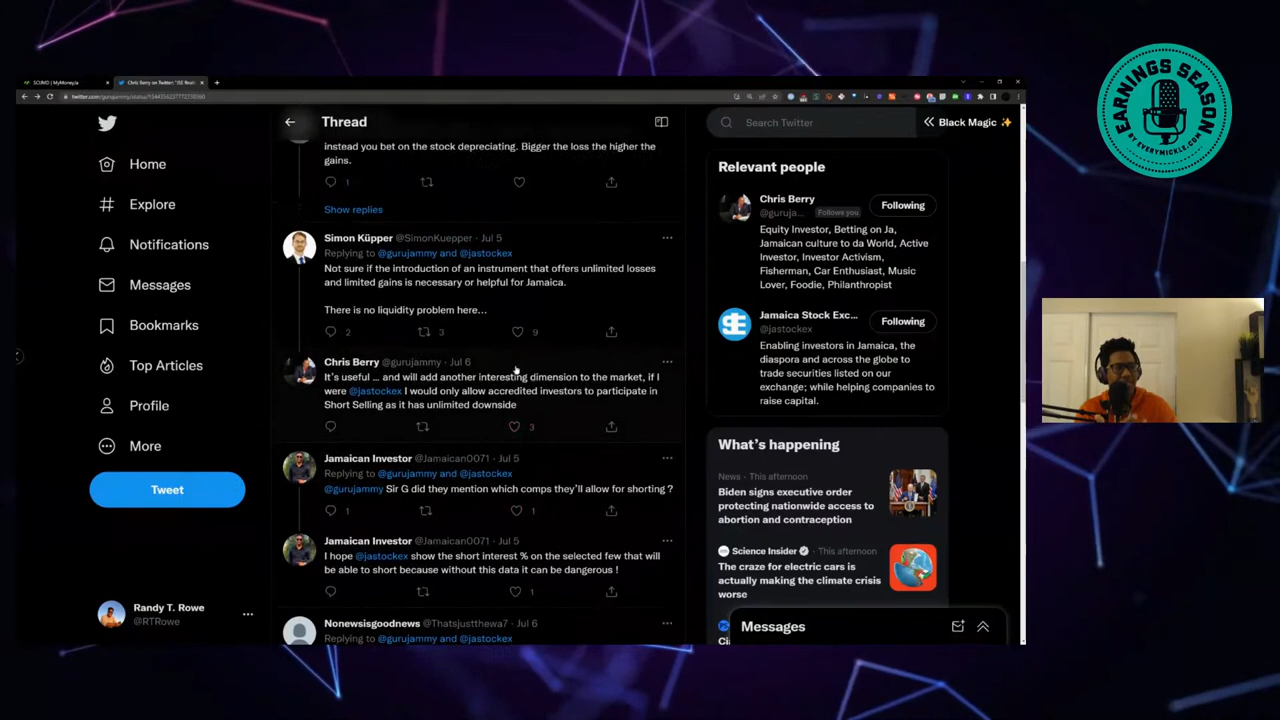 SCIJMD | MyMoneyJa
Chris Berry on Twitter: "JSE Reali
Thread
Search Twitter
Black Magic ✨
Home
Explore
Notifications
Messages
Bookmarks
Top Articles
Profile
More
Tweet
Randy T. Rowe
@RTRowe
instead you bet on the stock depreciating. Bigger the loss the higher the
gains.
1
Show replies
Simon Küpper @SimonKuepper · Jul 5
Replying to @gurujammy and @jastockex
Not sure if the introduction of an instrument that offers unlimited losses
and limited gains is necessary or helpful for Jamaica.
There is no liquidity problem here...
2 3 9
Chris Berry @gurujammy · Jul 6
It's useful ... and will add another interesting dimension to the market, if I
were @jastockex I would only allow accredited investors to participate in
Short Selling as it has unlimited downside
3
Jamaican Investor @Jamaican0071 · Jul 5
Replying to @gurujammy and @jastockex
@gurujammy Sir G did they mention which comps they'll allow for shorting ?
1 1
Jamaican Investor @Jamaican0071 · Jul 5
I hope @jastockex show the short interest % on the selected few that will
be able to short because without this data it can be dangerous !
1
Nonewsisgoodnews @Thatsjustthewa7 · Jul 6
Replying to @gurujammy and @jastockex
Relevant people
Chris Berry
@guruja... Follows you
Following
Equity Investor, Betting on Ja,
Jamaican culture to da World, Active
Investor, Investor Activism,
Fisherman, Car Enthusiast, Music
Lover, Foodie, Philanthropist
Jamaica Stock Exc...
@jastockex
Following
Enabling investors in Jamaica, the
diaspora and across the globe to
trade securities listed on our
exchange; while helping companies to
raise capital.
What's happening
News · This afternoon
Biden signs executive order
protecting nationwide access to
abortion and contraception
Science Insider · This afternoon
The craze for electric cars is
actually making the climate crisis
worse
Messages
EARNINGS SEASON
BY EVERYMICKLE.COM